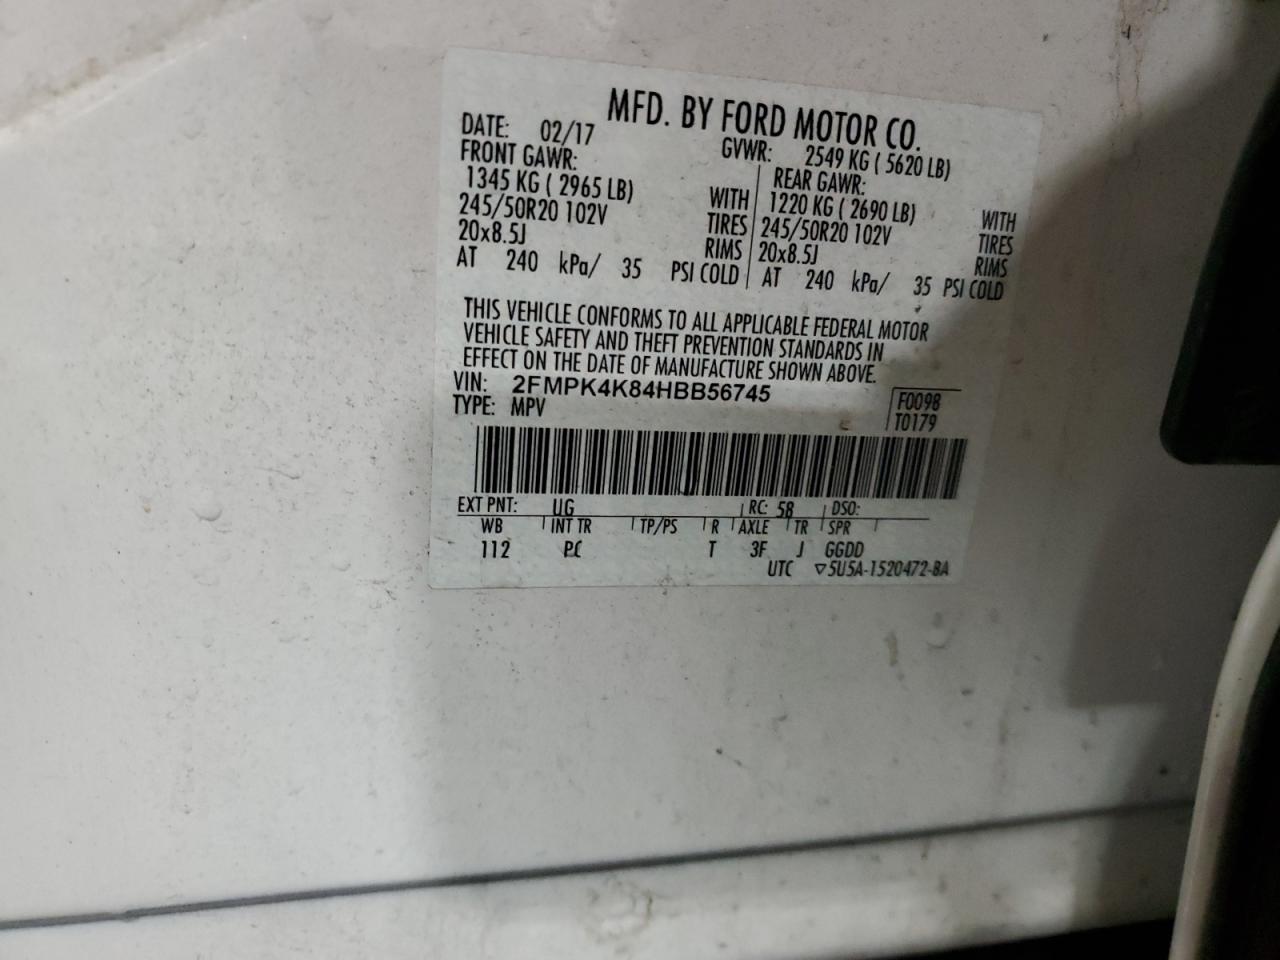 MFD. BY FORD MOTOR CO.
DATE: 02/17 GVWR: 2549 KG ( 5620 LB)
FRONT GAWR: REAR GAWR:
1345 KG ( 2965 LB) WITH 1220 KG ( 2690 LB) WITH
245/50R20 102V TIRES 245/50R20 102V TIRES
20x8.5J RIMS 20x8.5J RIMS
AT 240 kPa/ 35 PSI COLD AT 240 kPa/ 35 PSI COLD
THIS VEHICLE CONFORMS TO ALL APPLICABLE FEDERAL MOTOR
VEHICLE SAFETY AND THEFT PREVENTION STANDARDS IN
EFFECT ON THE DATE OF MANUFACTURE SHOWN ABOVE.
VIN: 2FMPK4K84HBB56745 F0098
TYPE: MPV T0179
EXT PNT: UG RC: 58 DSO:
WB INT TR TP/PS R AXLE TR SPR
112 PC T 3F J GGDD
UTC ▽5U5A-1520472-BA